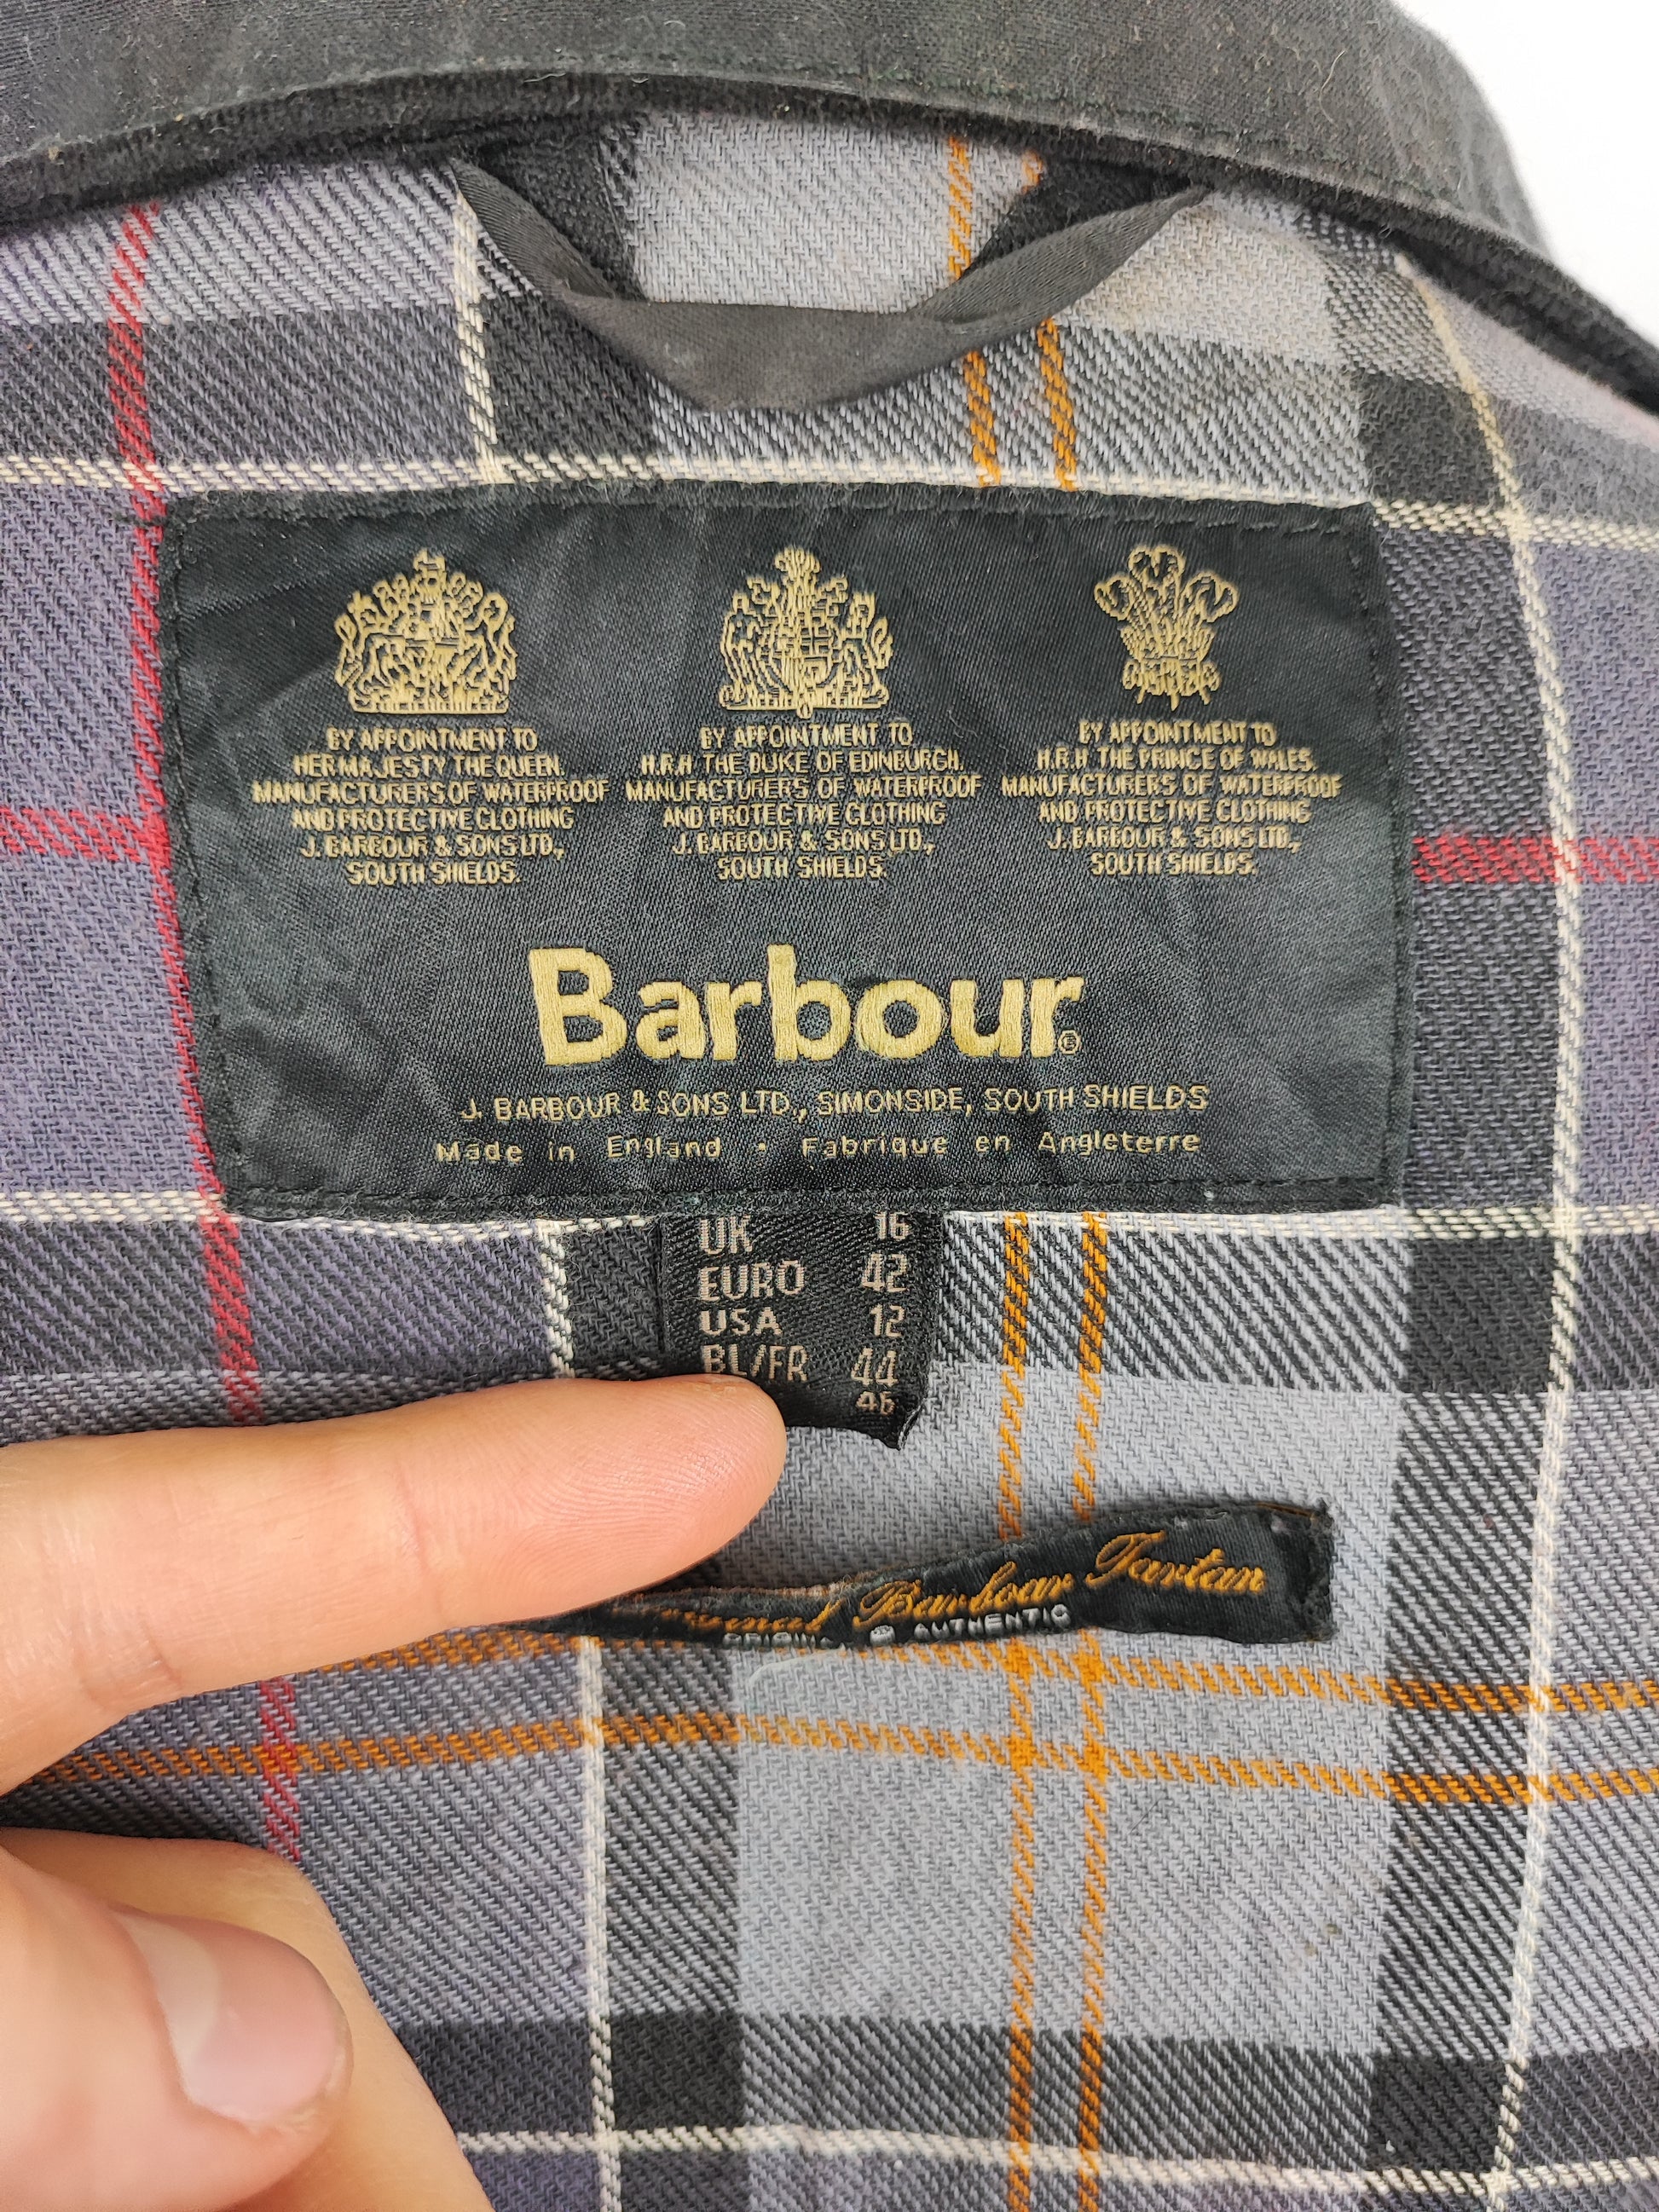 BY APPOINTMENT TO
HER MAJESTY THE QUEEN.
MANUFACTURERS OF WATERPROOF
AND PROTECTIVE CLOTHING
J. BARBOUR & SONS LTD.,
SOUTH SHIELDS.
BY APPOINTMENT TO
H.R.H THE DUKE OF EDINBURGH.
MANUFACTURERS OF WATERPROOF
AND PROTECTIVE CLOTHING
J. BARBOUR & SONS LTD.,
SOUTH SHIELDS.
BY APPOINTMENT TO
H.R.H THE PRINCE OF WALES.
MANUFACTURERS OF WATERPROOF
AND PROTECTIVE CLOTHING
J. BARBOUR & SONS LTD.,
SOUTH SHIELDS.
Barbour®
J. BARBOUR & SONS LTD., SIMONSIDE, SOUTH SHIELDS
Made in England • Fabrique en Angleterre
UK 16
EURO 42
USA 12
BL/FR 44
46
Barbour Tartan
ORIGINAL & AUTHENTIC